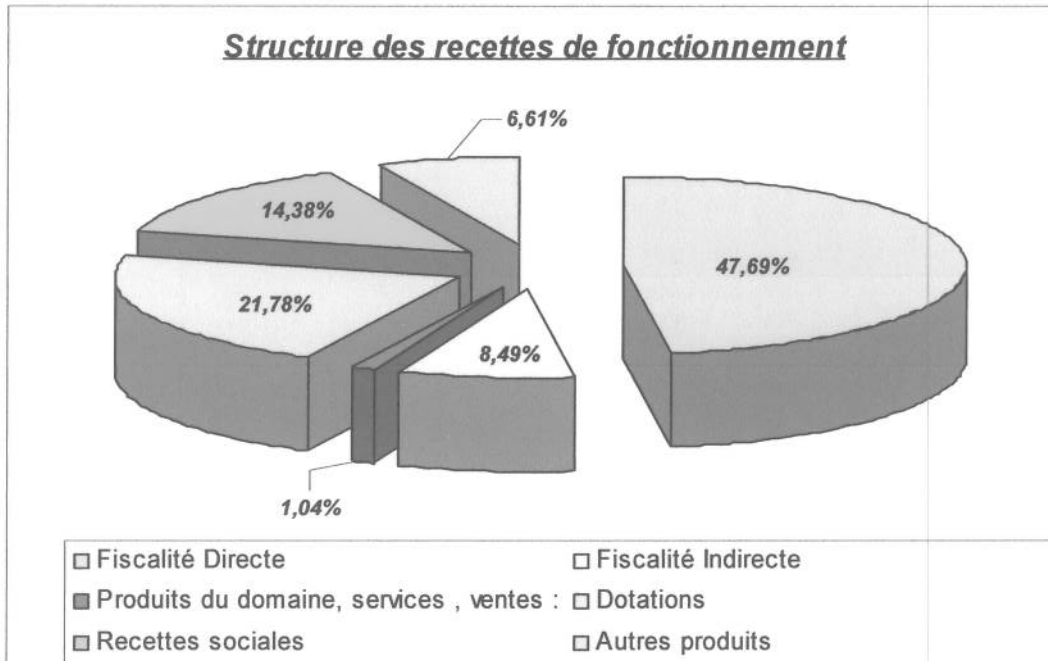 Structure des recettes de fonctionnement
6,61%
14,38%
47,69%
21,78%
8,49%
1,04%
Fiscalité Directe
Fiscalité Indirecte
Produits du domaine, services , ventes :
Dotations
Recettes sociales
Autres produits